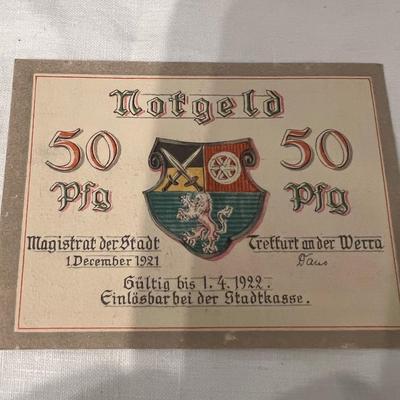 Notgeld
50 50
Pfg Pfg
Magistrat der Stadt Treffurt an der Werra
1 December 1921
Gültig bis 1.4.1922.
Einlösbar bei der Stadtkasse.